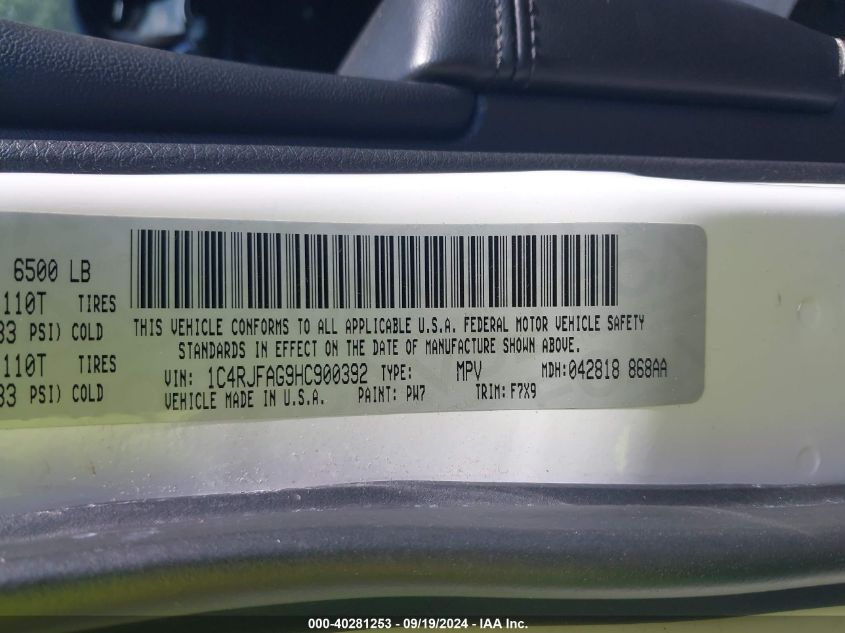 6500 LB
110T TIRES
83 PSI) COLD
110T TIRES
83 PSI) COLD
THIS VEHICLE CONFORMS TO ALL APPLICABLE U.S.A. FEDERAL MOTOR VEHICLE SAFETY
STANDARDS IN EFFECT ON THE DATE OF MANUFACTURE SHOWN ABOVE.
VIN: 1C4RJFAG9HC900392 TYPE: MPV MDH: 042818 868AA
VEHICLE MADE IN U.S.A. PAINT: PW7 TRIM: F7X9
000-40281253 - 09/19/2024 - IAA Inc.